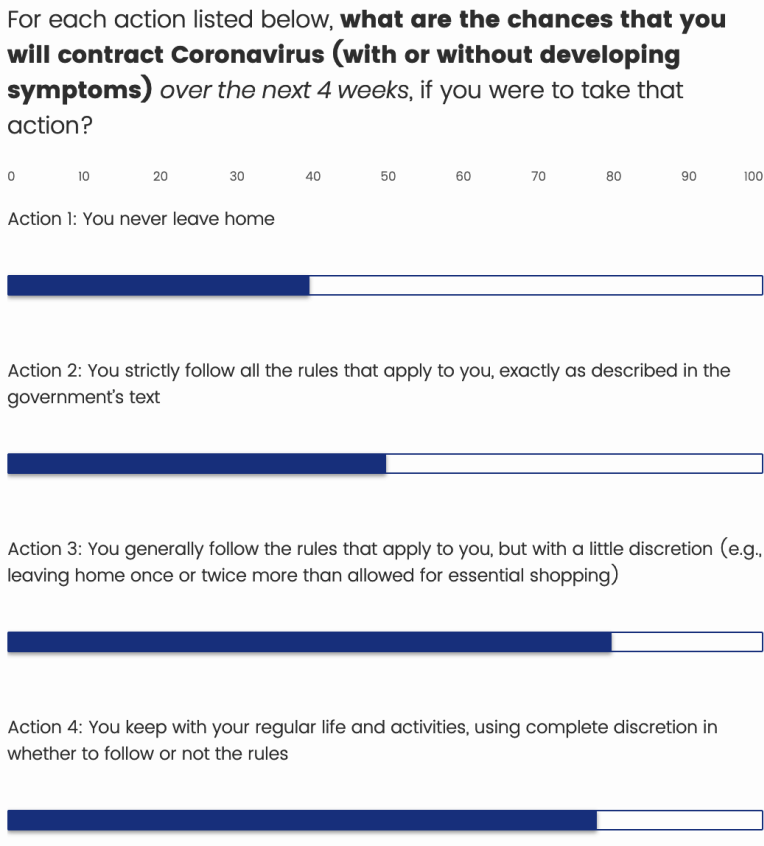 For each action listed below, what are the chances that you
will contract Coronavirus (with or without developing
symptoms) over the next 4 weeks, if you were to take that
action?
0 10 20 30 40 50 60 70 80 90 100
Action 1: You never leave home
Action 2: You strictly follow all the rules that apply to you, exactly as described in the
government's text
Action 3: You generally follow the rules that apply to you, but with a little discretion (e.g.,
leaving home once or twice more than allowed for essential shopping)
Action 4: You keep with your regular life and activities, using complete discretion in
whether to follow or not the rules